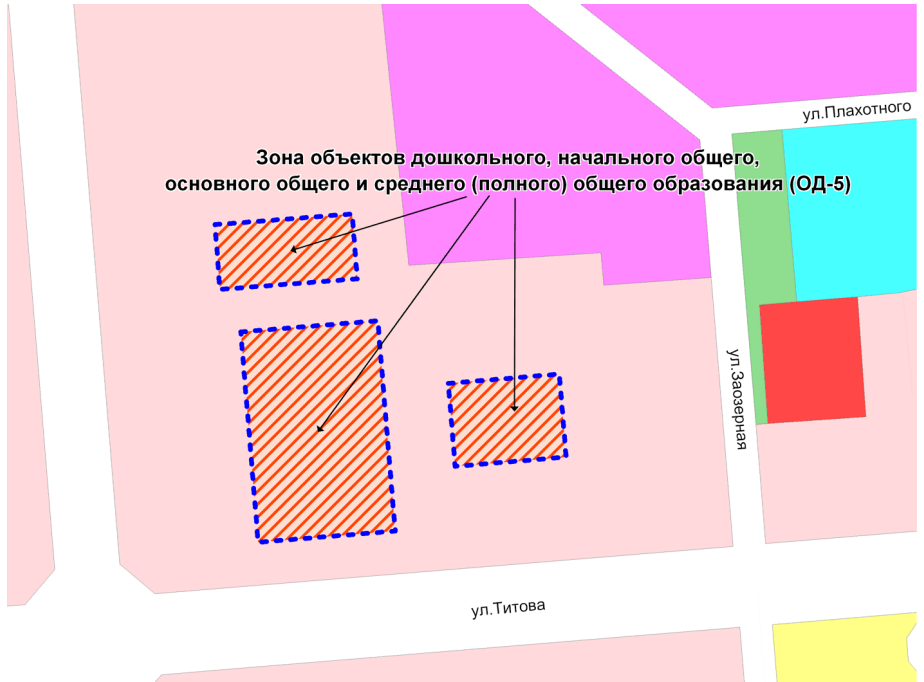 ул.Плахотного
Зона объектов дошкольного, начального общего,
основного общего и среднего (полного) общего образования (ОД-5)
ул.Заозерная
ул.Титова